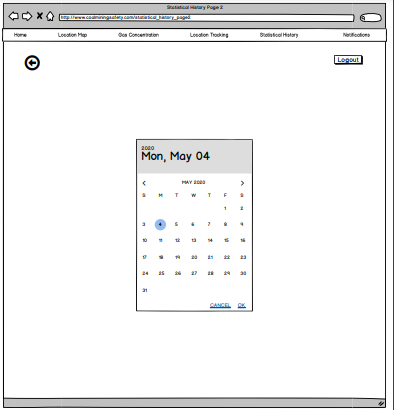 Statistical History Page 2
http://www.coalminingsafety.com/statistical_history_page2
Home Location Map Gas Concentration Location Tracking Statistical History Notifications
Logout
2020
Mon, May 04
MAY 2020
S M T W T F S
1 2
3 4 5 6 7 8 9
10 11 12 13 14 15 16
17 18 19 20 21 22 23
24 25 26 27 28 29 30
31
CANCEL OK